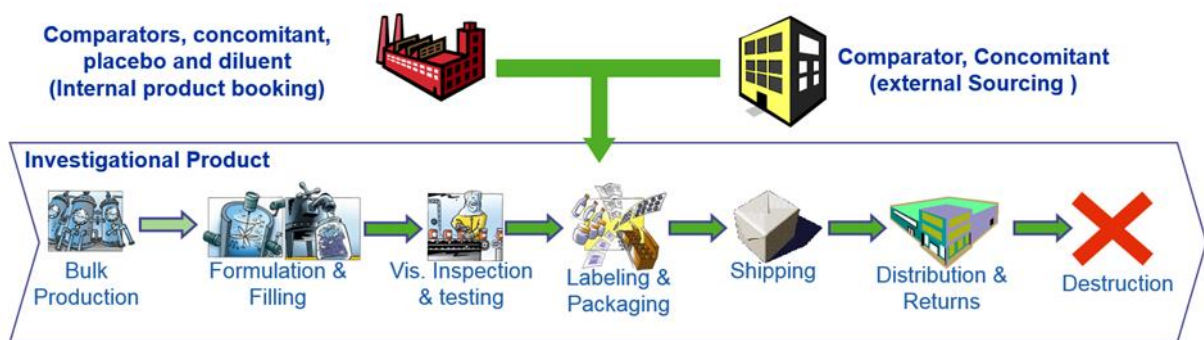 Comparators, concomitant,
placebo and diluent
(Internal product booking)
Comparator, Concomitant
(external Sourcing )
Investigational Product
Bulk
Production
Formulation &
Filling
Vis. Inspection
& testing
Labeling &
Packaging
Shipping
Distribution &
Returns
Destruction